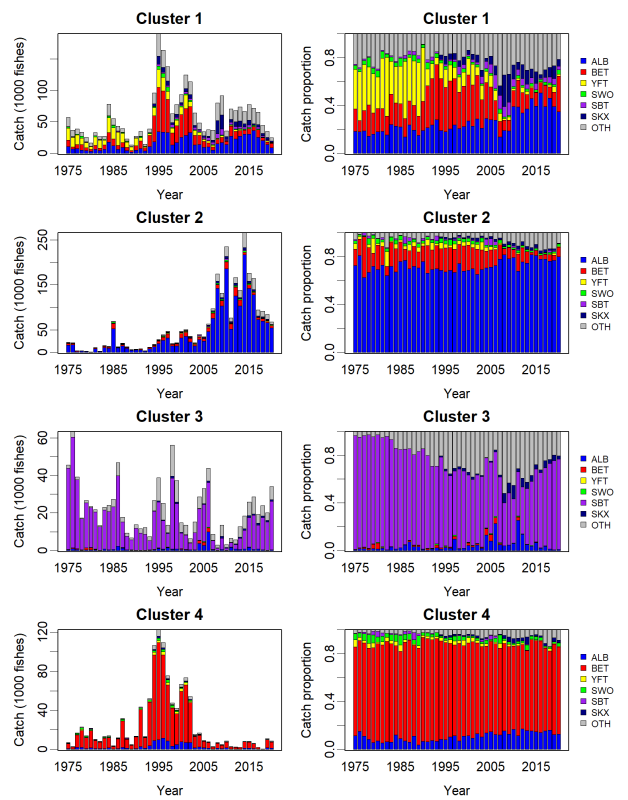 Cluster 1
Catch (1000 fishes)
0 50 100
1975 1985 1995 2005 2015
Year
Cluster 1
Catch proportion
0.0 0.4 0.8
1975 1985 1995 2005 2015
Year
ALB
BET
YFT
SWO
SBT
SKX
OTH
Cluster 2
Catch (1000 fishes)
0 50 150 250
1975 1985 1995 2005 2015
Year
Cluster 2
Catch proportion
0.0 0.4 0.8
1975 1985 1995 2005 2015
Year
ALB
BET
YFT
SWO
SBT
SKX
OTH
Cluster 3
Catch (1000 fishes)
0 20 40 60
1975 1985 1995 2005 2015
Year
Cluster 3
Catch proportion
0.0 0.4 0.8
1975 1985 1995 2005 2015
Year
ALB
BET
YFT
SWO
SBT
SKX
OTH
Cluster 4
Catch (1000 fishes)
0 40 80 120
1975 1985 1995 2005 2015
Year
Cluster 4
Catch proportion
0.0 0.4 0.8
1975 1985 1995 2005 2015
Year
ALB
BET
YFT
SWO
SBT
SKX
OTH